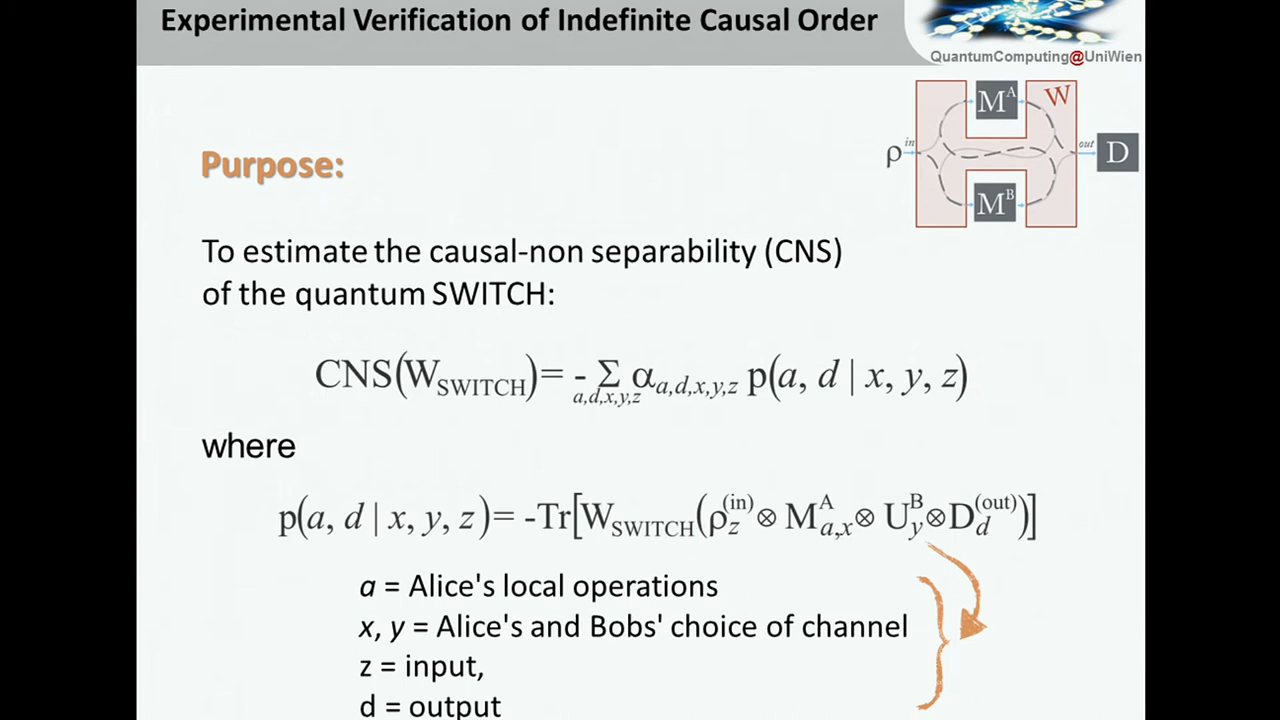 Experimental Verification of Indefinite Causal Order
QuantumComputing@UniWien
M^A
W
ρ^in
out
D
M^B
Purpose:
To estimate the causal-non separability (CNS)
of the quantum SWITCH:
CNS(W_SWITCH)= - Σ_{a,d,x,y,z} α_{a,d,x,y,z} p(a, d | x, y, z)
where
p(a, d | x, y, z)= -Tr[W_SWITCH(ρ_z^(in) ⊗ M_{a,x}^A ⊗ U_y^B ⊗ D_d^(out))]
a = Alice's local operations
x, y = Alice's and Bobs' choice of channel
z = input,
d = output